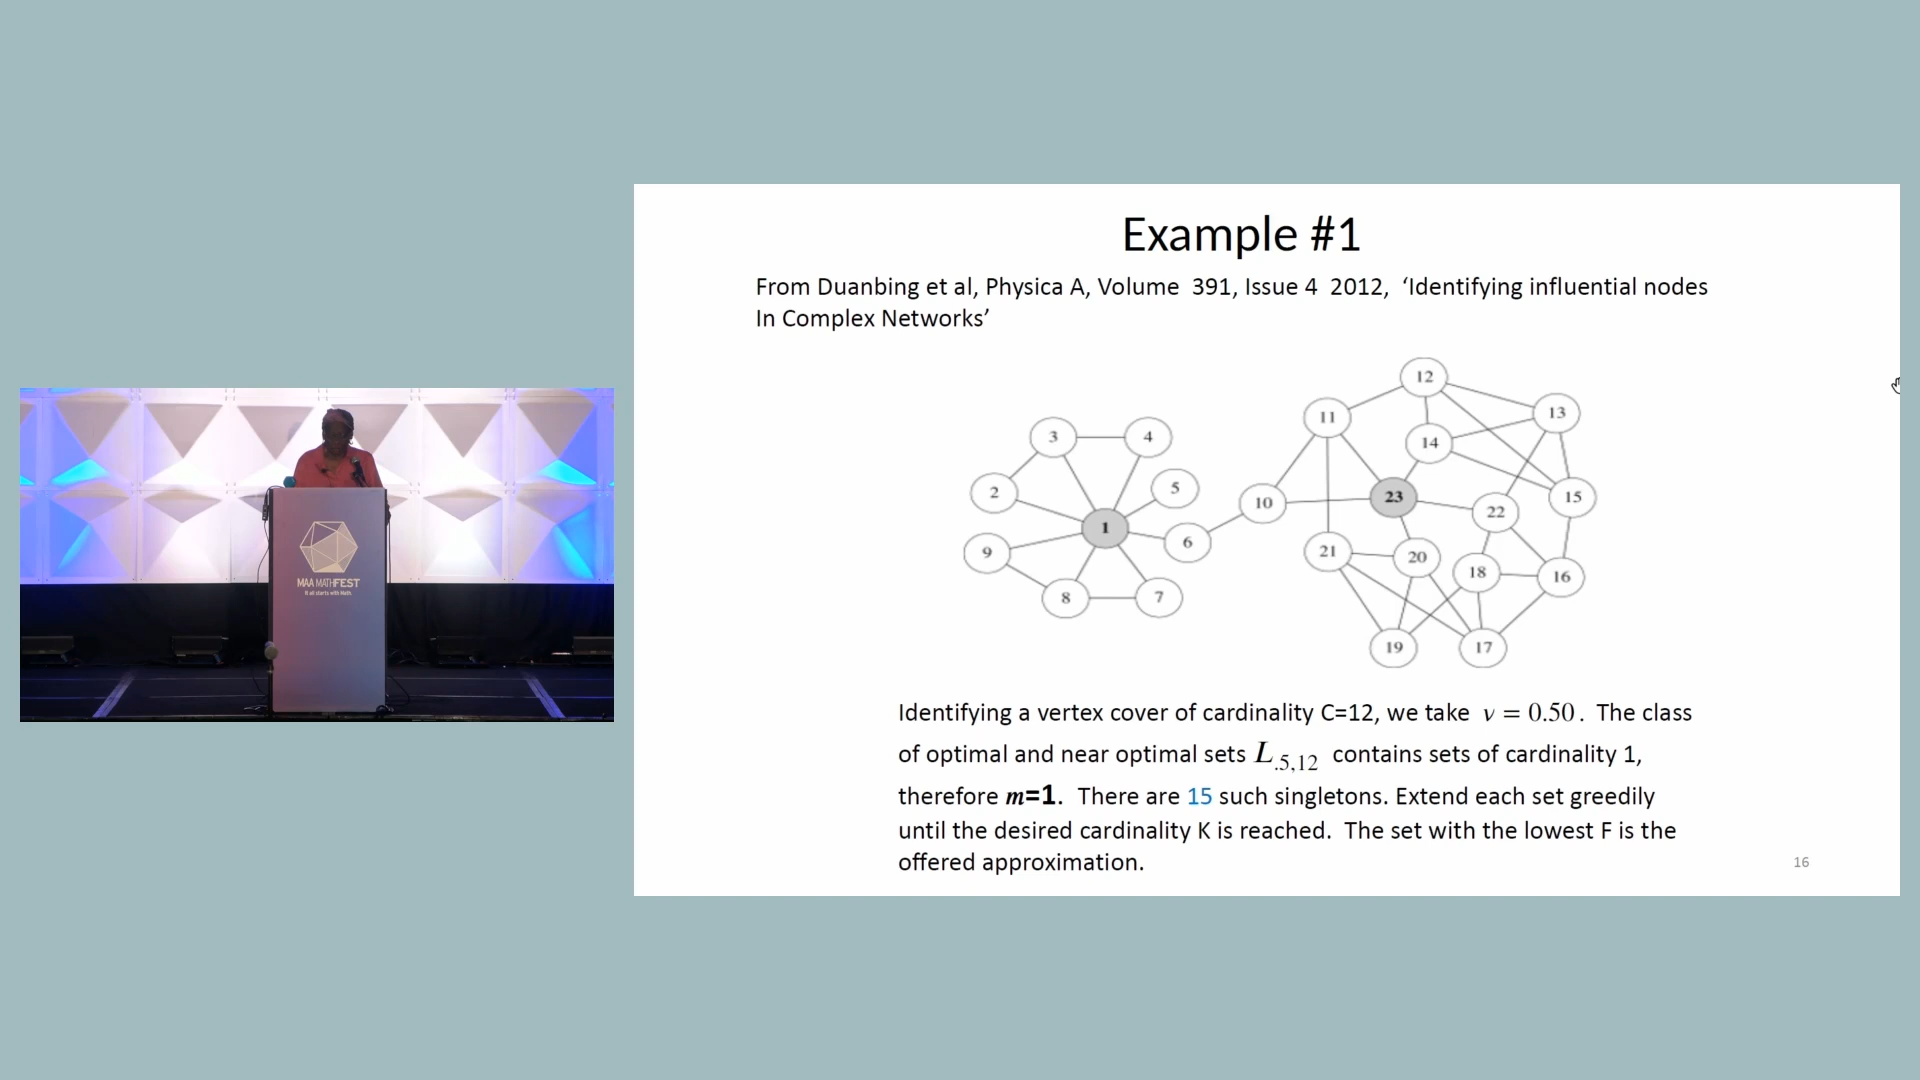 Example #1
From Duanbing et al, Physica A, Volume 391, Issue 4 2012, ‘Identifying influential nodes
In Complex Networks’
12
11
13
14
3
4
5
2
23
15
10
22
1
6
9
21
20
18
16
8
7
19
17
MAA MATHFEST
It all starts with Math.
Identifying a vertex cover of cardinality C=12, we take ν = 0.50 . The class
of optimal and near optimal sets L.5,12 contains sets of cardinality 1,
therefore m=1. There are 15 such singletons. Extend each set greedily
until the desired cardinality K is reached. The set with the lowest F is the
offered approximation.
16